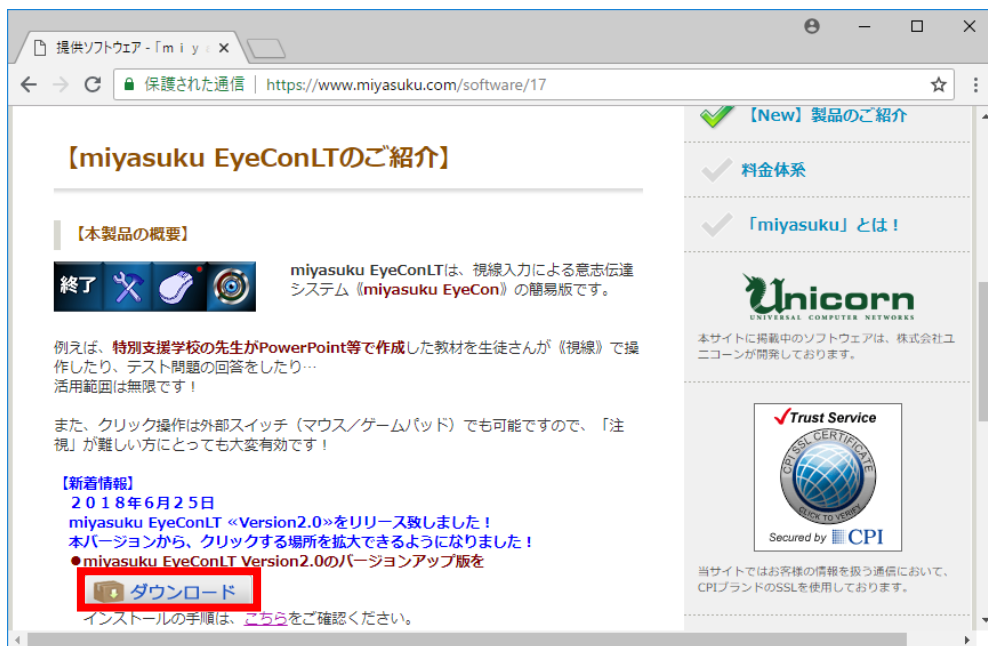 提供ソフトウェア - 「ｍｉｙ
保護された通信 | https://www.miyasuku.com/software/17
【miyasuku EyeConLTのご紹介】
【本製品の概要】
終了
miyasuku EyeConLTは、視線入力による意志伝達
システム《miyasuku EyeCon》の簡易版です。
例えば、特別支援学校の先生がPowerPoint等で作成した教材を生徒さんが《視線》で操
作したり、テスト問題の回答をしたり…
活用範囲は無限です！
また、クリック操作は外部スイッチ（マウス／ゲームパッド）でも可能ですので、「注
視」が難しい方にとっても大変有効です！
【新着情報】
２０１８年６月２５日
miyasuku EyeConLT «Version2.0»をリリース致しました！
本バージョンから、クリックする場所を拡大できるようになりました！
●miyasuku EyeConLT Version2.0のバージョンアップ版を
ダウンロード
インストールの手順は、こちらをご確認ください。
【New】製品のご紹介
料金体系
「miyasuku」とは！
Unicorn
UNIVERSAL COMPUTER NETWORKS
本サイトに掲載中のソフトウェアは、株式会社ユ
ニコーンが開発しております。
Trust Service
CPI SSL CERTIFICATE
CLICK TO VERIFY
Secured by CPI
当サイトではお客様の情報を扱う通信において、
CPIブランドのSSLを使用しております。